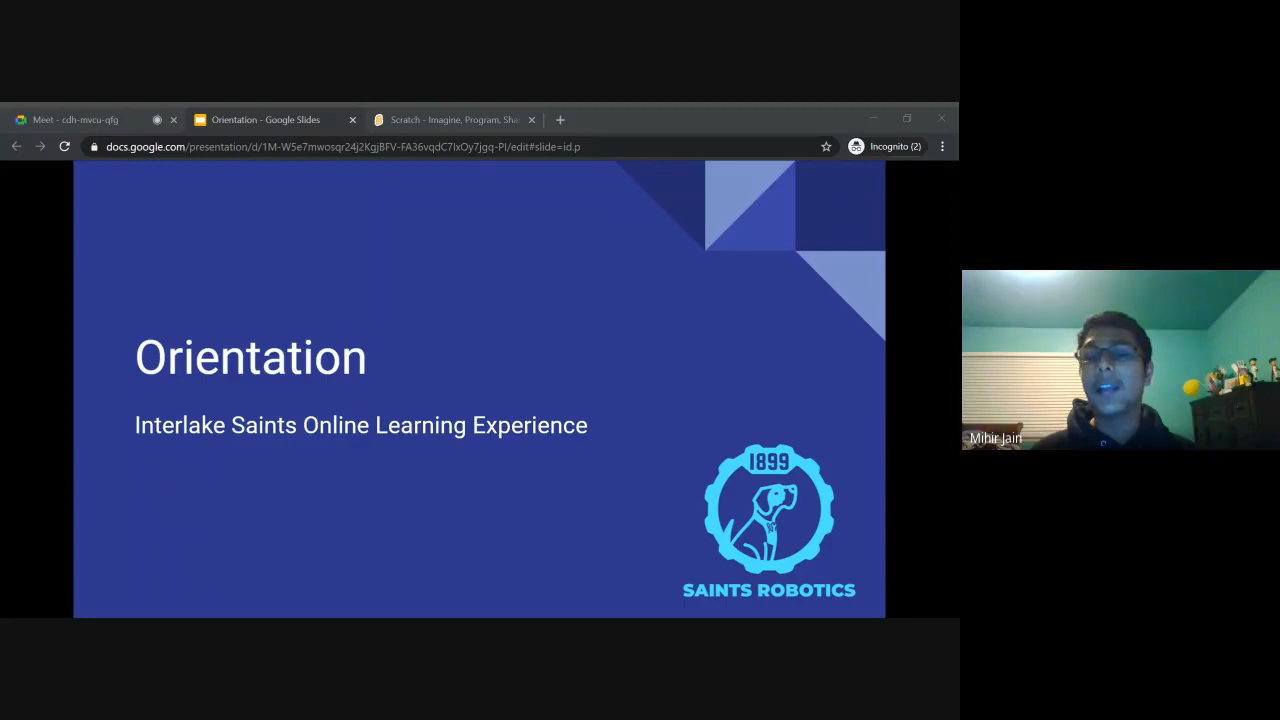 Meet - cdh-mvcu-qfg
Orientation - Google Slides
Scratch - Imagine, Program, Sha
docs.google.com/presentation/d/1M-W5e7mwosqr24j2KgjBFV-FA36vqdC7IxOy7jgq-PI/edit#slide=id.p
Incognito (2)
Orientation
Interlake Saints Online Learning Experience
1899
SAINTS ROBOTICS
Mihir Jain